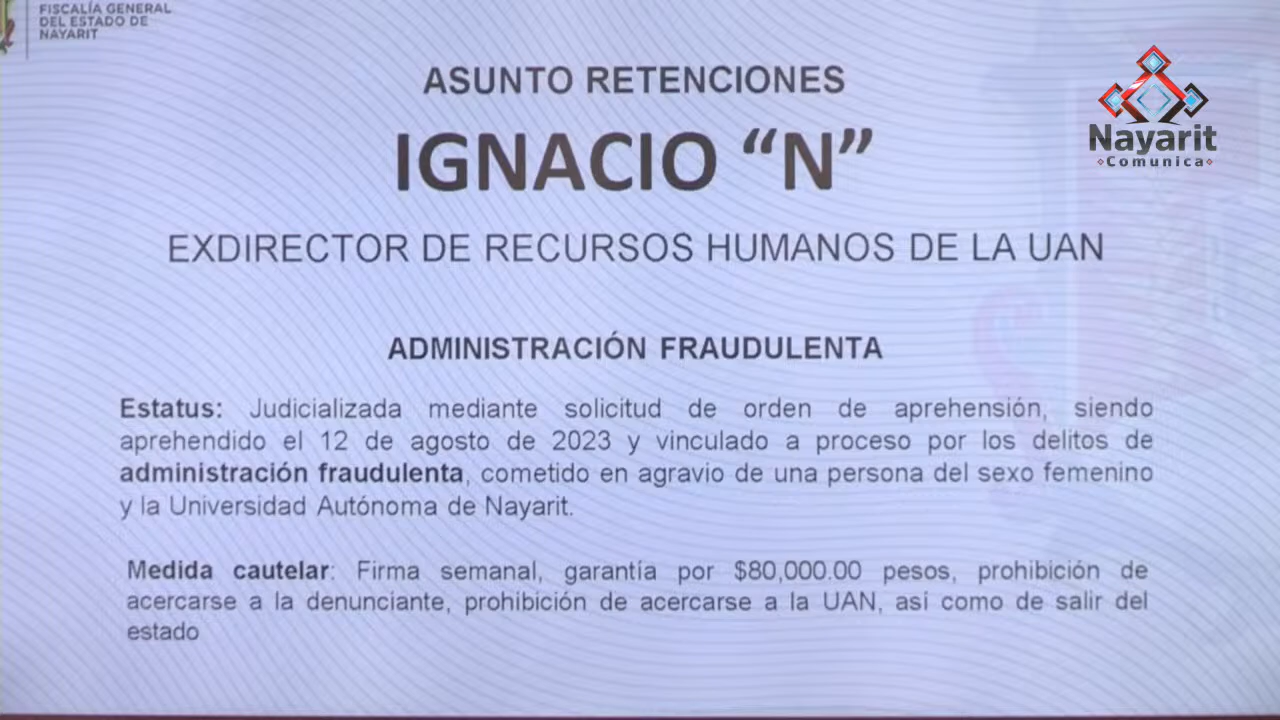 FISCALÍA GENERAL
DEL ESTADO DE
NAYARIT
ASUNTO RETENCIONES
IGNACIO “N”
EXDIRECTOR DE RECURSOS HUMANOS DE LA UAN
ADMINISTRACIÓN FRAUDULENTA
Estatus: Judicializada mediante solicitud de orden de aprehensión, siendo
aprehendido el 12 de agosto de 2023 y vinculado a proceso por los delitos de
administración fraudulenta, cometido en agravio de una persona del sexo femenino
y la Universidad Autónoma de Nayarit.
Medida cautelar: Firma semanal, garantía por $80,000.00 pesos, prohibición de
acercarse a la denunciante, prohibición de acercarse a la UAN, así como de salir del
estado
Nayarit
Comunica